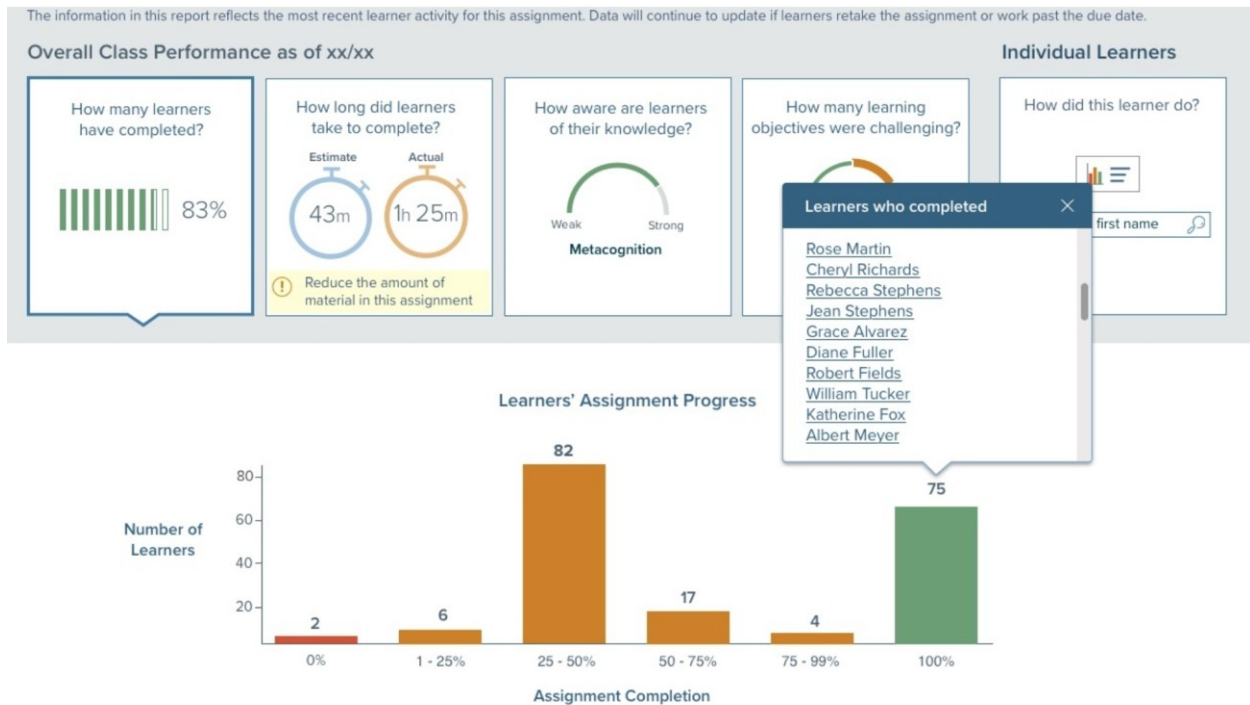 The information in this report reflects the most recent learner activity for this assignment. Data will continue to update if learners retake the assignment or work past the due date.
Overall Class Performance as of xx/xx
Individual Learners
How many learners
have completed?
83%
How long did learners
take to complete?
Estimate
Actual
43m
1h 25m
Reduce the amount of
material in this assignment
How aware are learners
of their knowledge?
Weak
Strong
Metacognition
How many learning
objectives were challenging?
How did this learner do?
first name
Learners who completed
Rose Martin
Cheryl Richards
Rebecca Stephens
Jean Stephens
Grace Alvarez
Diane Fuller
Robert Fields
William Tucker
Katherine Fox
Albert Meyer
Learners' Assignment Progress
Number of
Learners
80
60
40
20
2
6
82
17
4
75
0%
1 - 25%
25 - 50%
50 - 75%
75 - 99%
100%
Assignment Completion